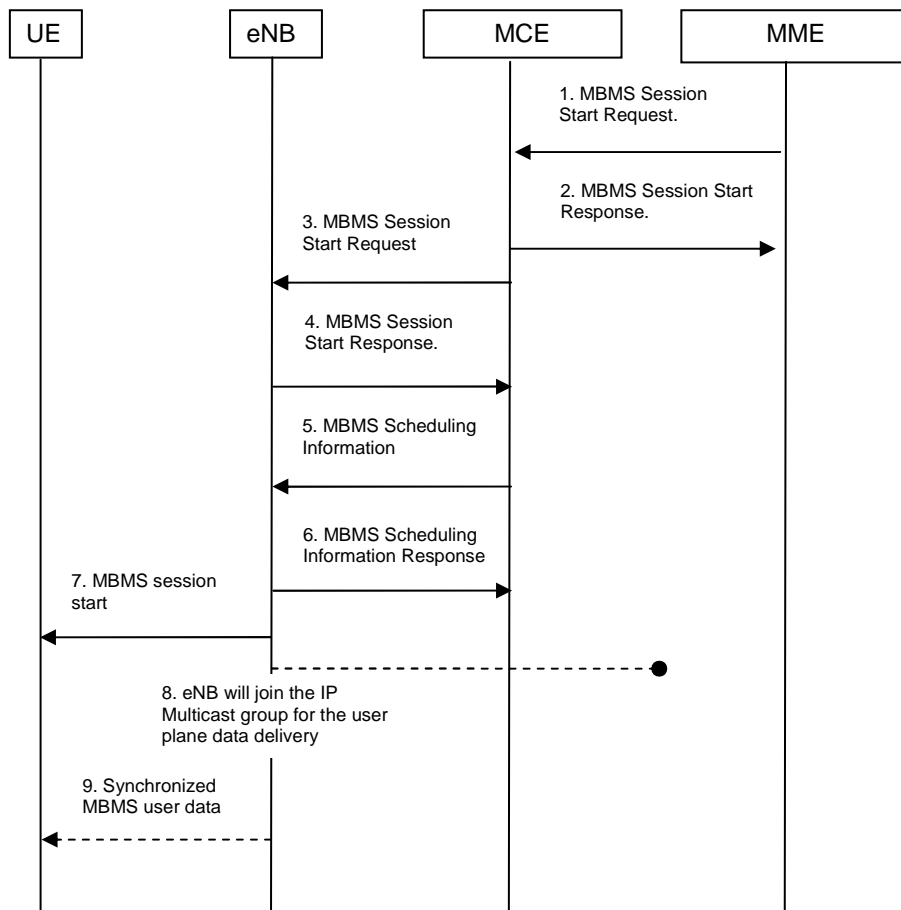 UE
eNB
MCE
MME
1. MBMS Session
Start Request.
2. MBMS Session Start
Response.
3. MBMS Session
Start Request
4. MBMS Session
Start Response.
5. MBMS Scheduling
Information
6. MBMS Scheduling
Information Response
7. MBMS session
start
8. eNB will join the IP
Multicast group for the user
plane data delivery
9. Synchronized
MBMS user data